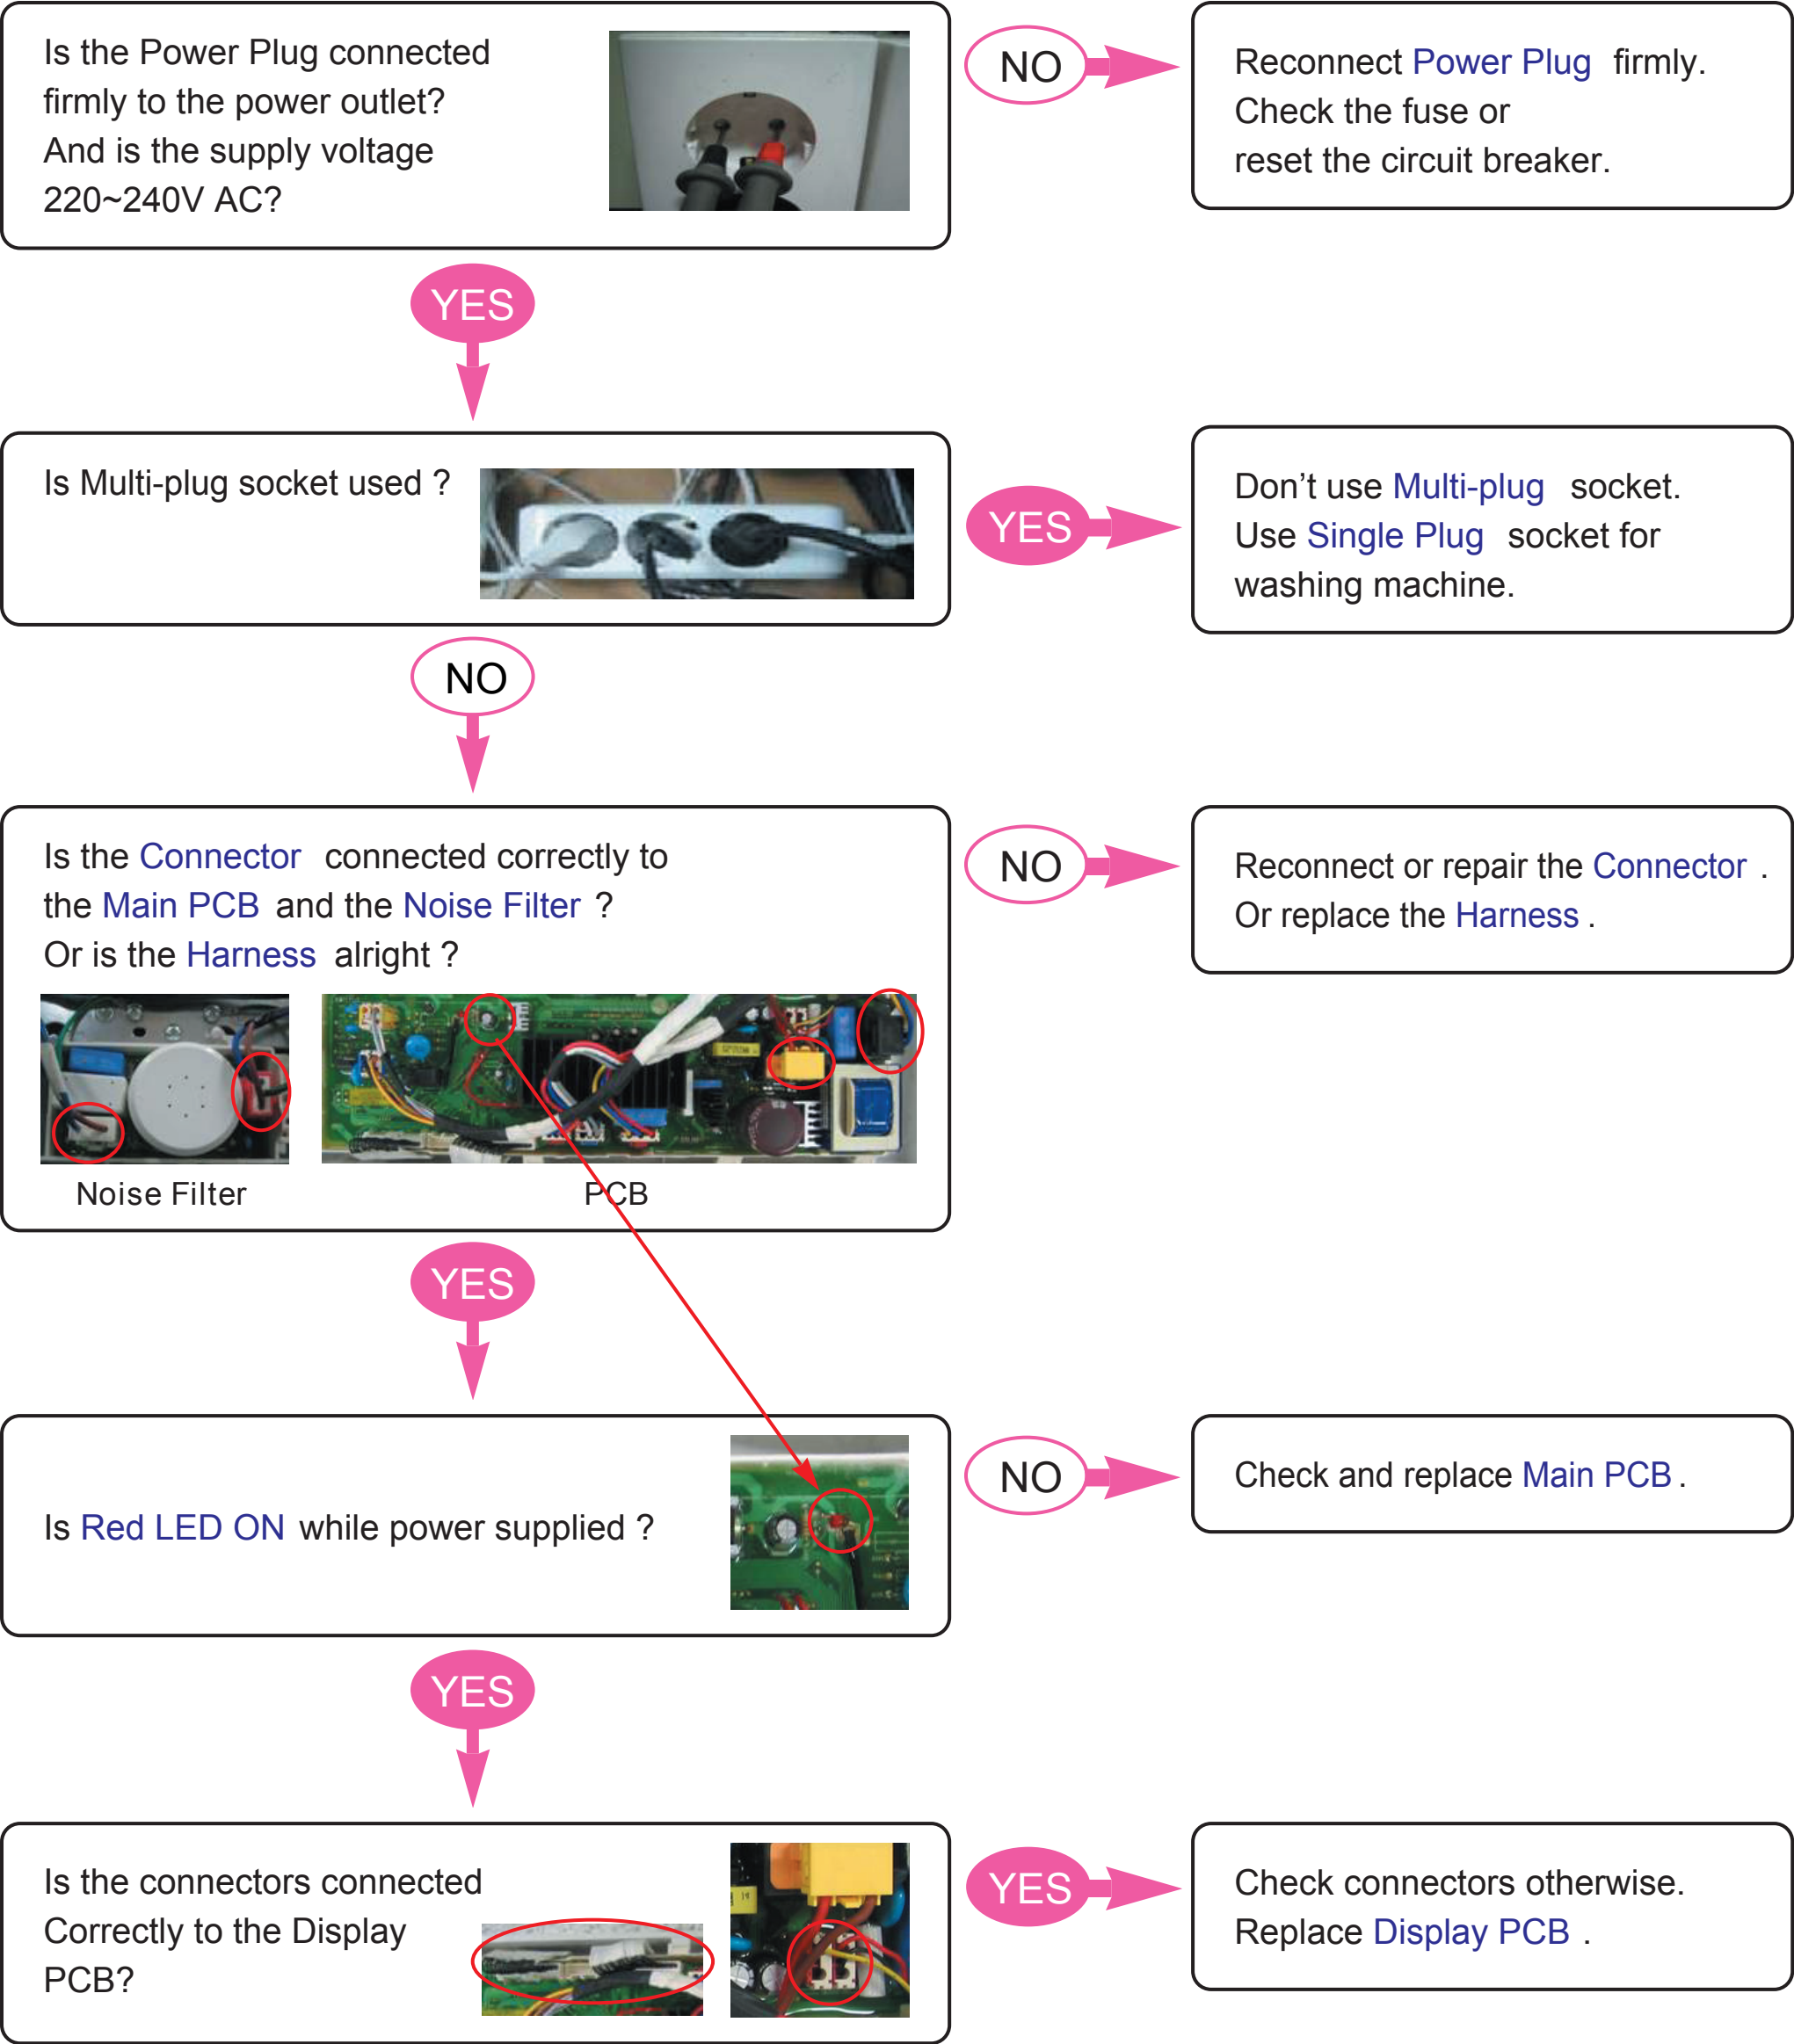 Is the Power Plug connected
firmly to the power outlet?
And is the supply voltage
220~240V AC?
NO
Reconnect Power Plug firmly.
Check the fuse or
reset the circuit breaker.
YES
Is Multi-plug socket used ?
YES
Don’t use Multi-plug socket.
Use Single Plug socket for
washing machine.
NO
Is the Connector connected correctly to
the Main PCB and the Noise Filter ?
Or is the Harness alright ?
Noise Filter
PCB
NO
Reconnect or repair the Connector .
Or replace the Harness .
YES
Is Red LED ON while power supplied ?
NO
Check and replace Main PCB .
YES
Is the connectors connected
Correctly to the Display
PCB?
YES
Check connectors otherwise.
Replace Display PCB .